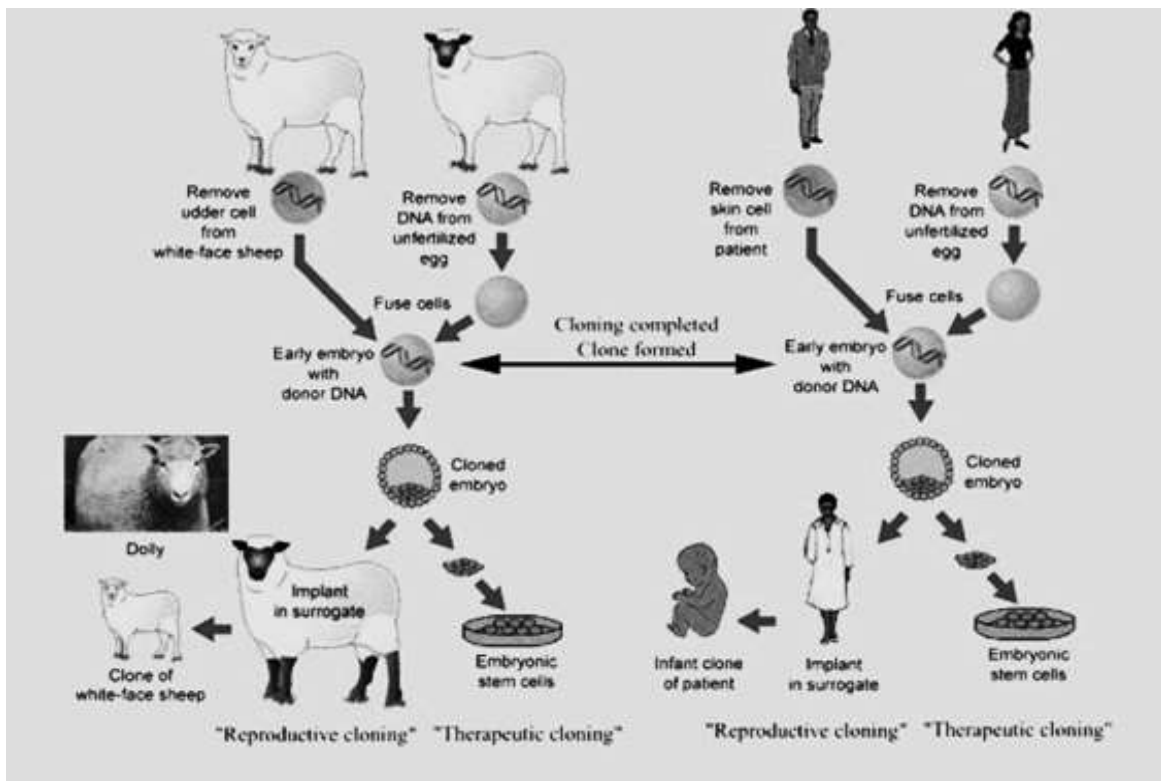 Remove
udder cell
from
white-face sheep
Remove
DNA from
unfertilized
egg
Fuse cells
Early embryo
with
donor DNA
Cloned
embryo
Dolly
Implant
in surrogate
Clone of
white-face sheep
Embryonic
stem cells
"Reproductive cloning"
"Therapeutic cloning"
Cloning completed
Clone formed
Remove
skin cell
from
patient
Remove
DNA from
unfertilized
egg
Fuse cells
Early embryo
with
donor DNA
Cloned
embryo
Infant clone
of patient
Implant
in surrogate
Embryonic
stem cells
"Reproductive cloning"
"Therapeutic cloning"